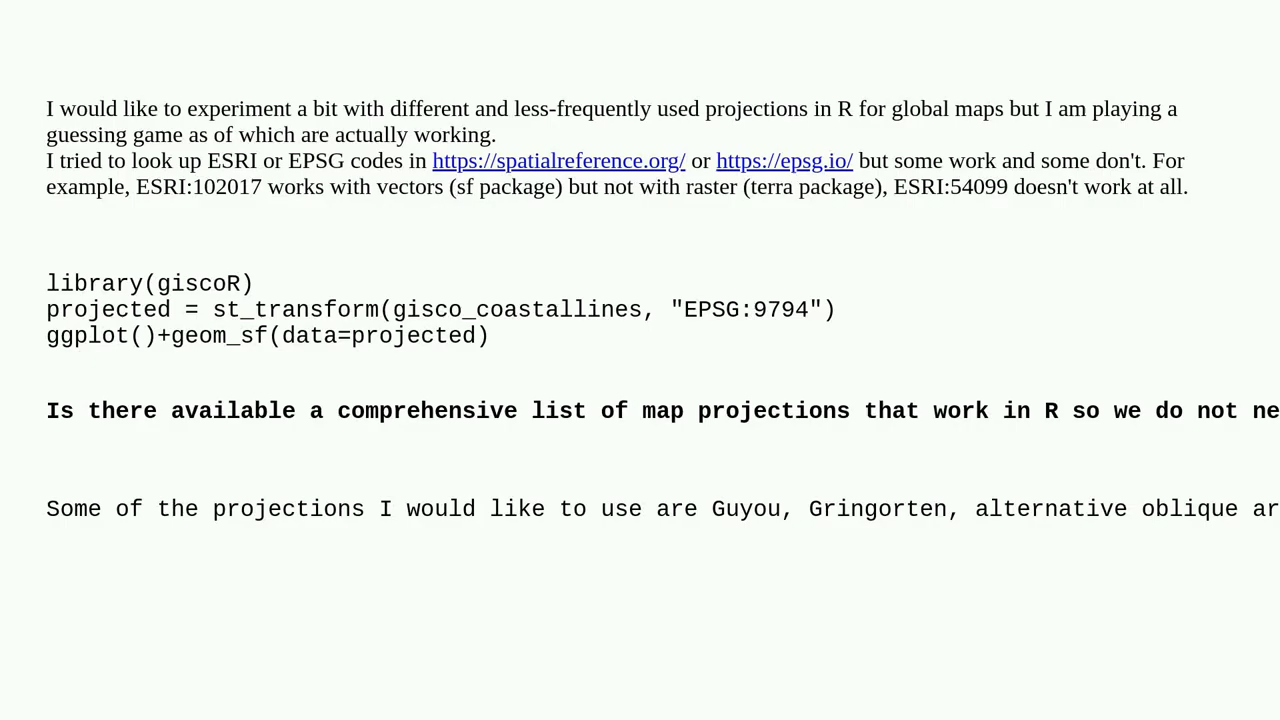 I would like to experiment a bit with different and less-frequently used projections in R for global maps but I am playing a
guessing game as of which are actually working.
I tried to look up ESRI or EPSG codes in https://spatialreference.org/ or https://epsg.io/ but some work and some don't. For
example, ESRI:102017 works with vectors (sf package) but not with raster (terra package), ESRI:54099 doesn't work at all.
library(giscoR)
projected = st_transform(gisco_coastallines, "EPSG:9794")
ggplot()+geom_sf(data=projected)
Is there available a comprehensive list of map projections that work in R so we do not ne
Some of the projections I would like to use are Guyou, Gringorten, alternative oblique ar